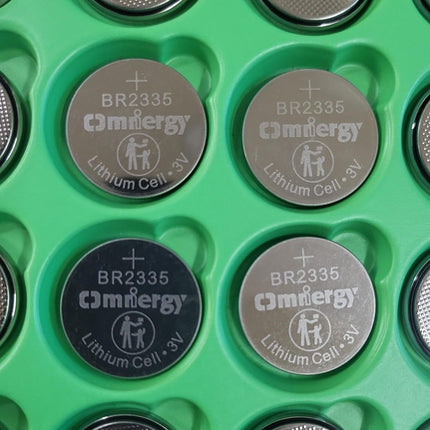 +
BR2335
Omnergy
Lithium Cell • 3V
+
BR2335
Omnergy
Lithium Cell • 3V
+
BR2335
Omnergy
Lithium Cell • 3V
+
BR2335
Omnergy
Lithium Cell • 3V